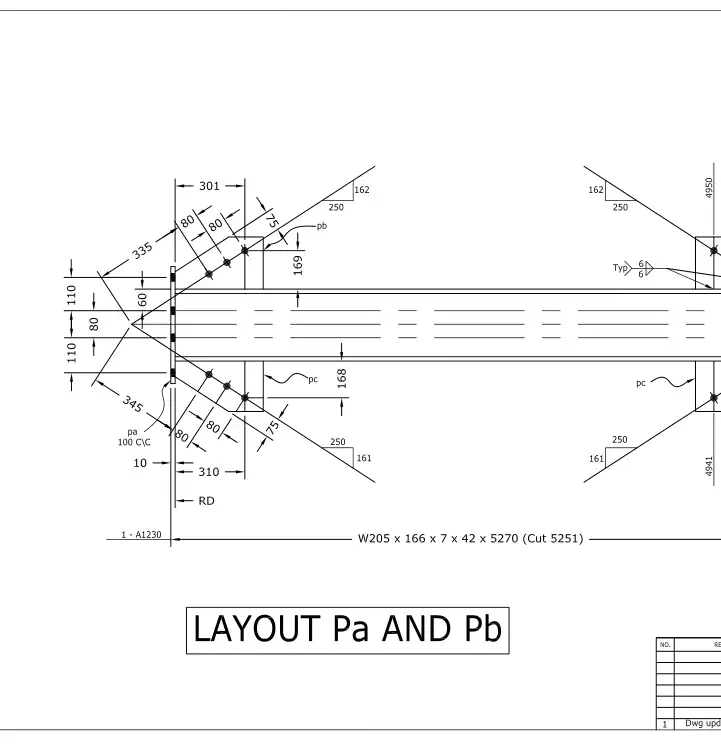 301
162
250
162
250
4950
75
80
80
pb
335
169
Typ
6
6
110
60
80
110
345
80
80
75
pc
168
pc
pa
100 C\C
10
310
250
161
250
161
4941
RD
1 - A1230
W205 x 166 x 7 x 42 x 5270 (Cut 5251)
LAYOUT Pa AND Pb
NO. RE
1 Dwg upd